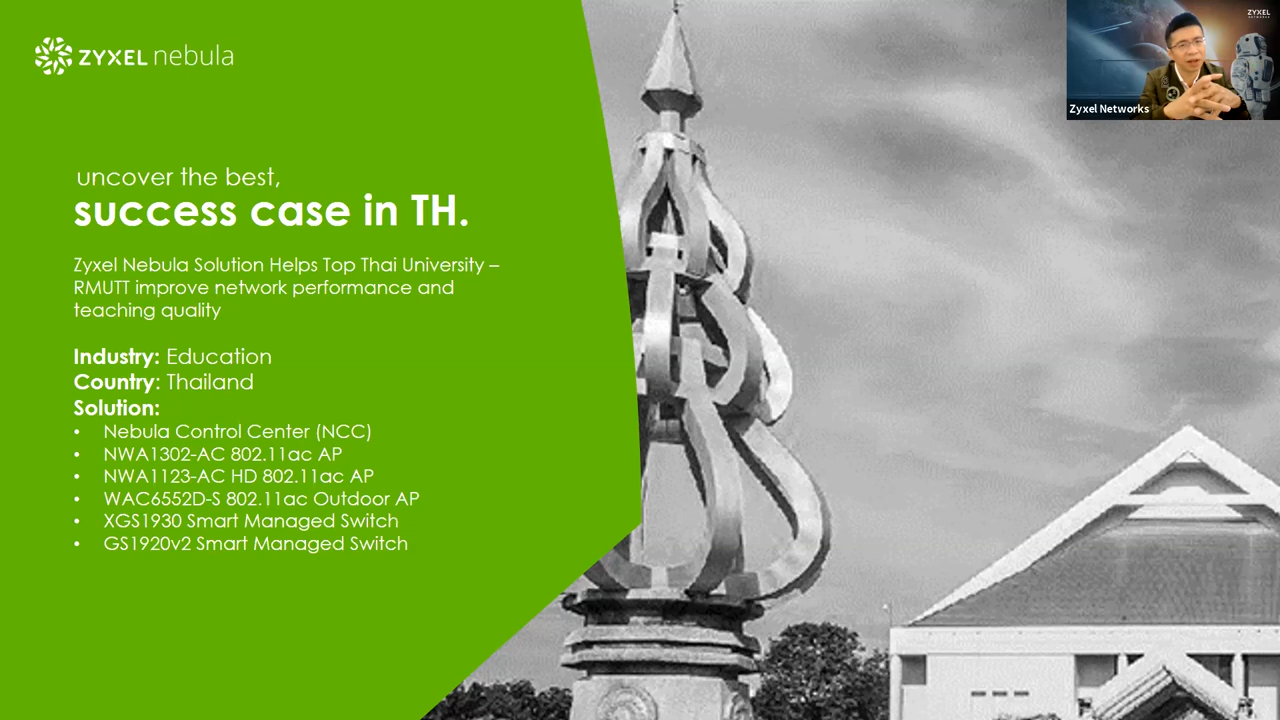 ZYXEL nebula
ZYXEL
NETWORKS
Zyxel Networks
uncover the best,
success case in TH.
Zyxel Nebula Solution Helps Top Thai University –
RMUTT improve network performance and
teaching quality
Industry: Education
Country: Thailand
Solution:
• Nebula Control Center (NCC)
• NWA1302-AC 802.11ac AP
• NWA1123-AC HD 802.11ac AP
• WAC6552D-S 802.11ac Outdoor AP
• XGS1930 Smart Managed Switch
• GS1920v2 Smart Managed Switch